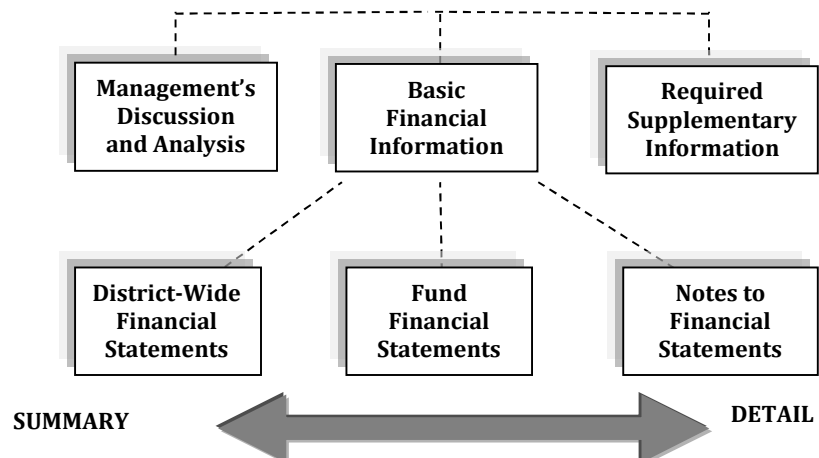 Management’s
Discussion
and Analysis
Basic
Financial
Information
Required
Supplementary
Information
District-Wide
Financial
Statements
Fund
Financial
Statements
Notes to
Financial
Statements
SUMMARY
DETAIL